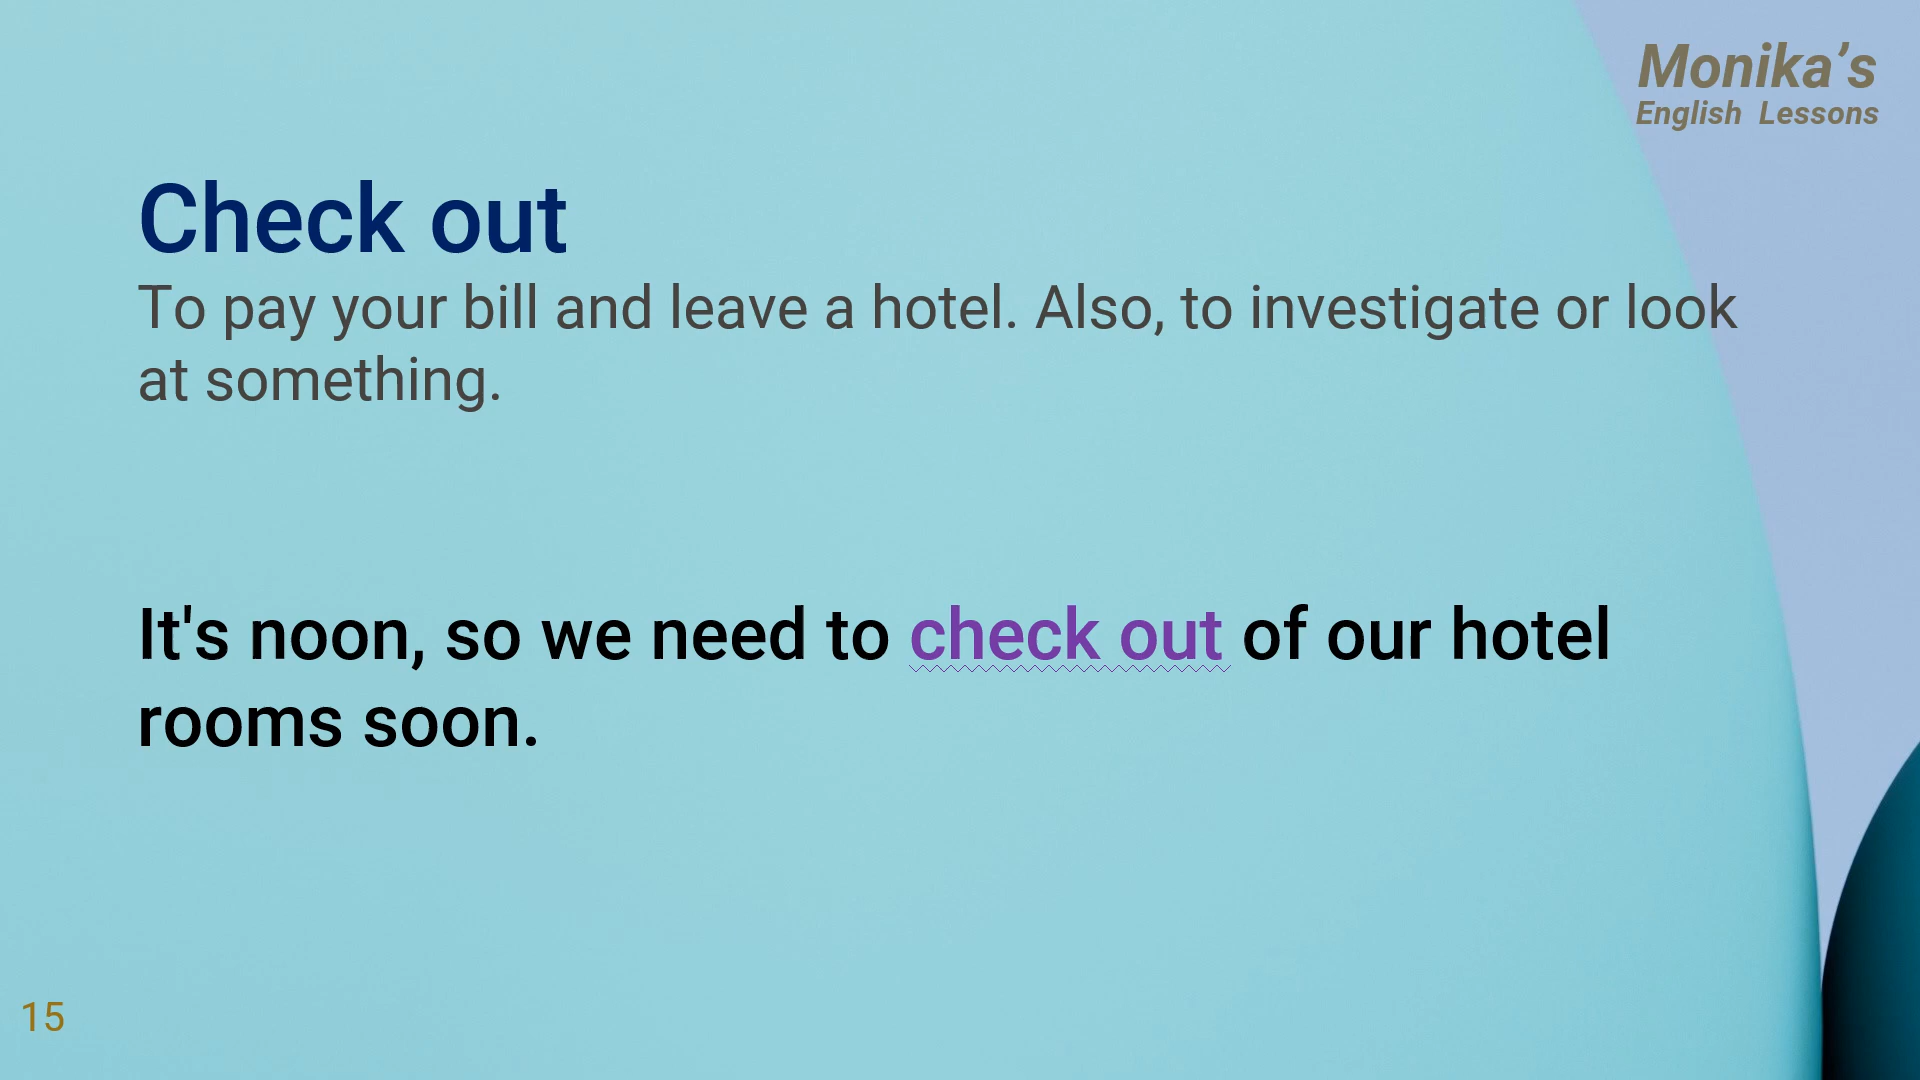 Monika’s
English Lessons
Check out
To pay your bill and leave a hotel. Also, to investigate or look
at something.
It's noon, so we need to check out of our hotel
rooms soon.
15